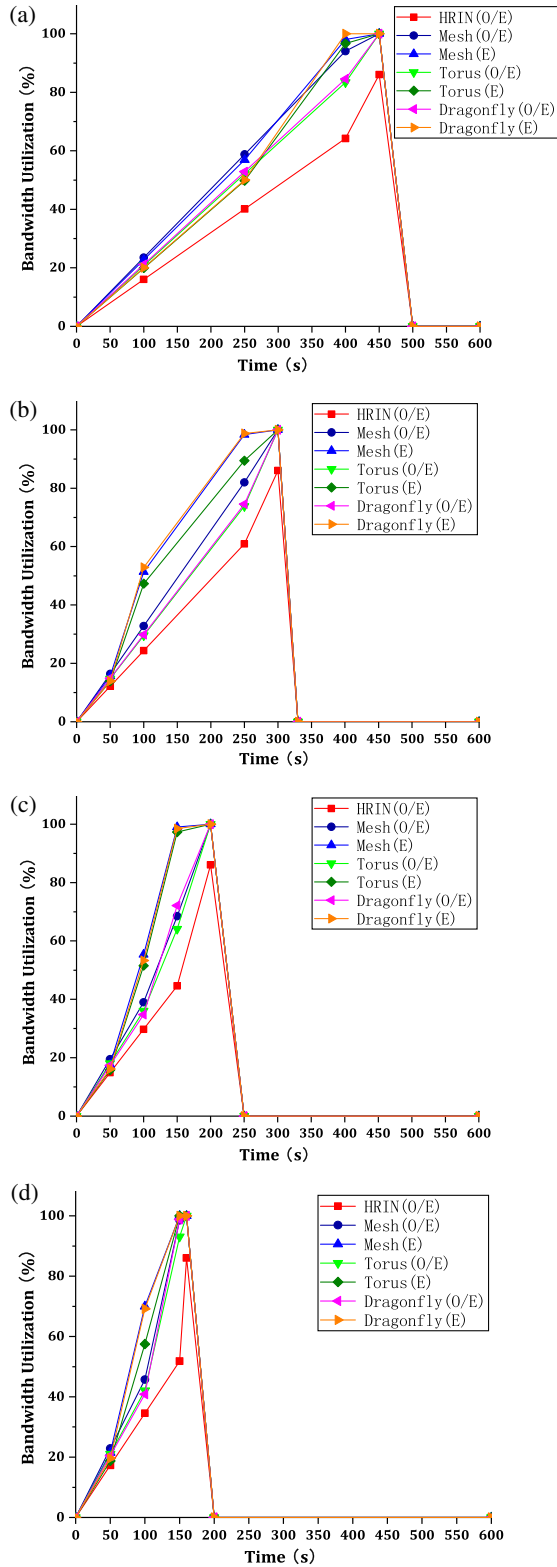 (a)
HRIN(O/E)
Mesh(O/E)
Mesh(E)
Torus(O/E)
Torus(E)
Dragonfly(O/E)
Dragonfly(E)
Bandwidth Utilization (%)
100
80
60
40
20
0
0 50 100 150 200 250 300 350 400 450 500 550 600
Time (s)
(b)
HRIN(O/E)
Mesh(O/E)
Mesh(E)
Torus(O/E)
Torus(E)
Dragonfly(O/E)
Dragonfly(E)
Bandwidth Utilization (%)
100
80
60
40
20
0
0 50 100 150 200 250 300 350 400 450 500 550 600
Time (s)
(c)
HRIN(O/E)
Mesh(O/E)
Mesh(E)
Torus(O/E)
Torus(E)
Dragonfly(O/E)
Dragonfly(E)
Bandwidth Utilization (%)
100
80
60
40
20
0
0 50 100 150 200 250 300 350 400 450 500 550 600
Time (s)
(d)
HRIN(O/E)
Mesh(O/E)
Mesh(E)
Torus(O/E)
Torus(E)
Dragonfly(O/E)
Dragonfly(E)
Bandwidth Utilization (%)
100
80
60
40
20
0
0 50 100 150 200 250 300 350 400 450 500 550 600
Time (s)